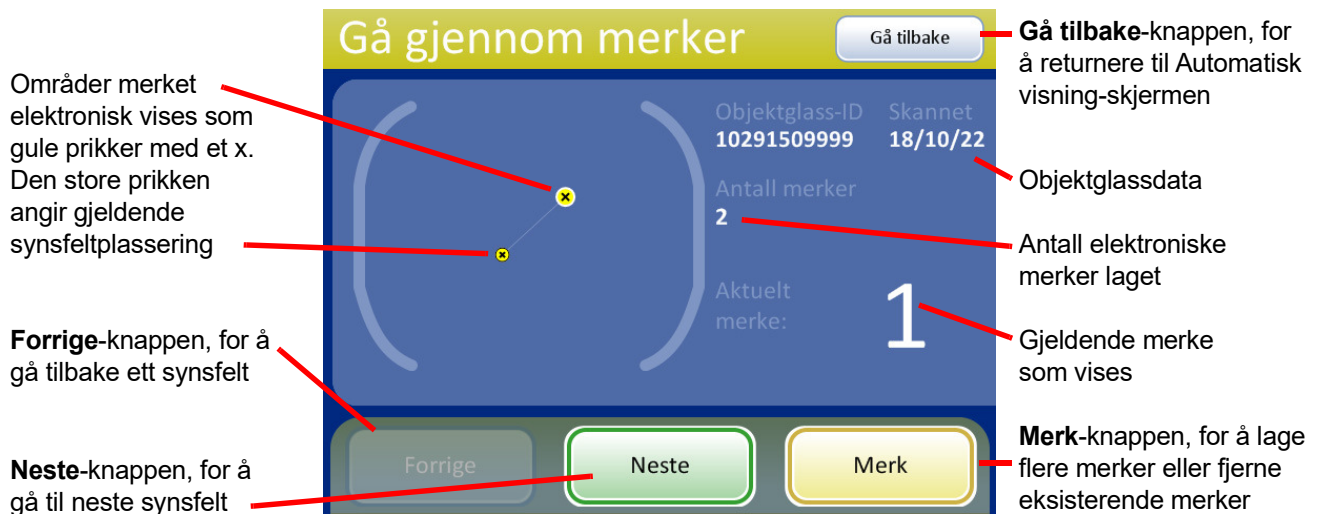 Områder merket
elektronisk vises som
gule prikker med et x.
Den store prikken
angir gjeldende
synsfeltplassering
Forrige-knappen, for å
gå tilbake ett synsfelt
Neste-knappen, for å
gå til neste synsfelt
Gå gjennom merker
Gå tilbake
Objektglass-ID Skannet
10291509999 18/10/22
Antall merker
2
Aktuelt
merke:
1
Forrige
Neste
Merk
Gå tilbake-knappen, for
å returnere til Automatisk
visning-skjermen
Objektglassdata
Antall elektroniske
merker laget
Gjeldende merke
som vises
Merk-knappen, for å lage
flere merker eller fjerne
eksisterende merker